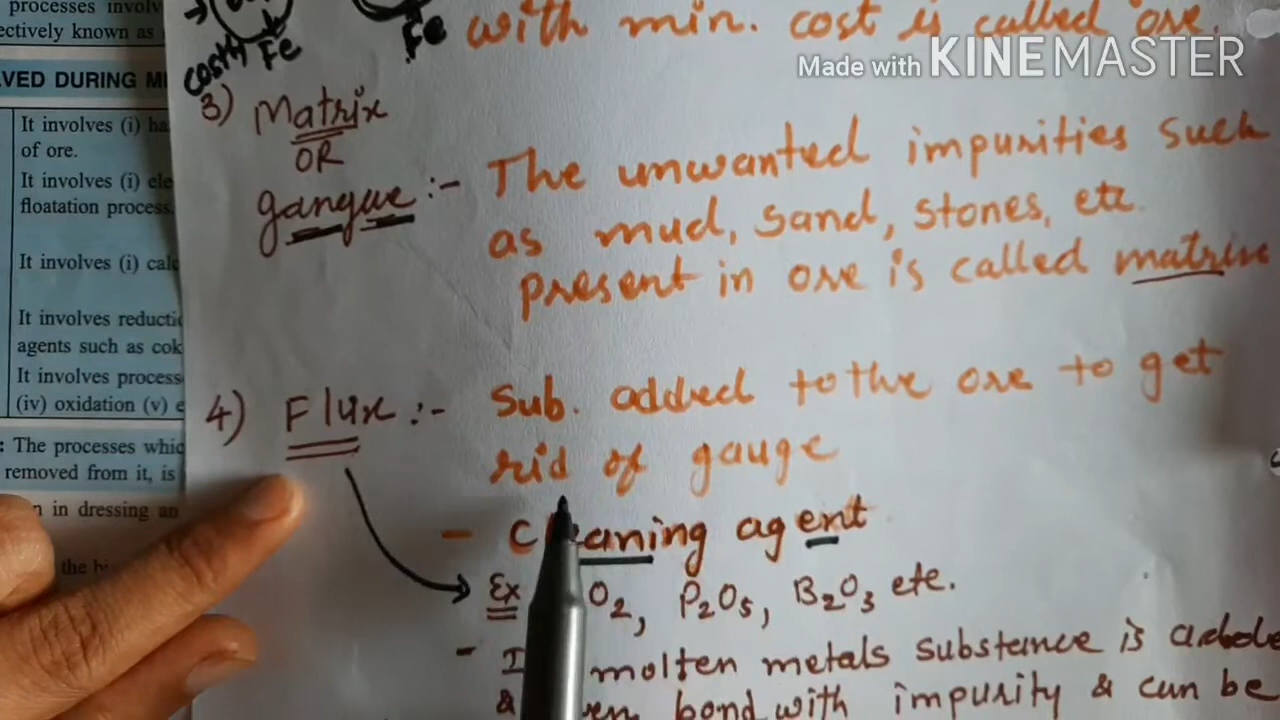 processes involv
ectively known as
VED DURING MI
It involves (i) ha
of ore.
It involves (i) ele
floatation process.
It involves (i) calc
It involves reductic
agents such as cok
It involves process
(iv) oxidation (v) e
: The processes whic
removed from it, is
n in dressing an
the
cost↑ Fe
Fe
with min. cost is called ore.
Made with KINEMASTER
3) Matrix
OR
gangue :- The unwanted impurities such
as mud, sand, stones, etc.
present in ore is called matrix
4) Flux :- Sub. added to the ore to get
rid of gauge
- Cleaning agent
Ex O2, P2O5, B2O3 etc.
- molten metals substance is adde
& bond with impurity & can be